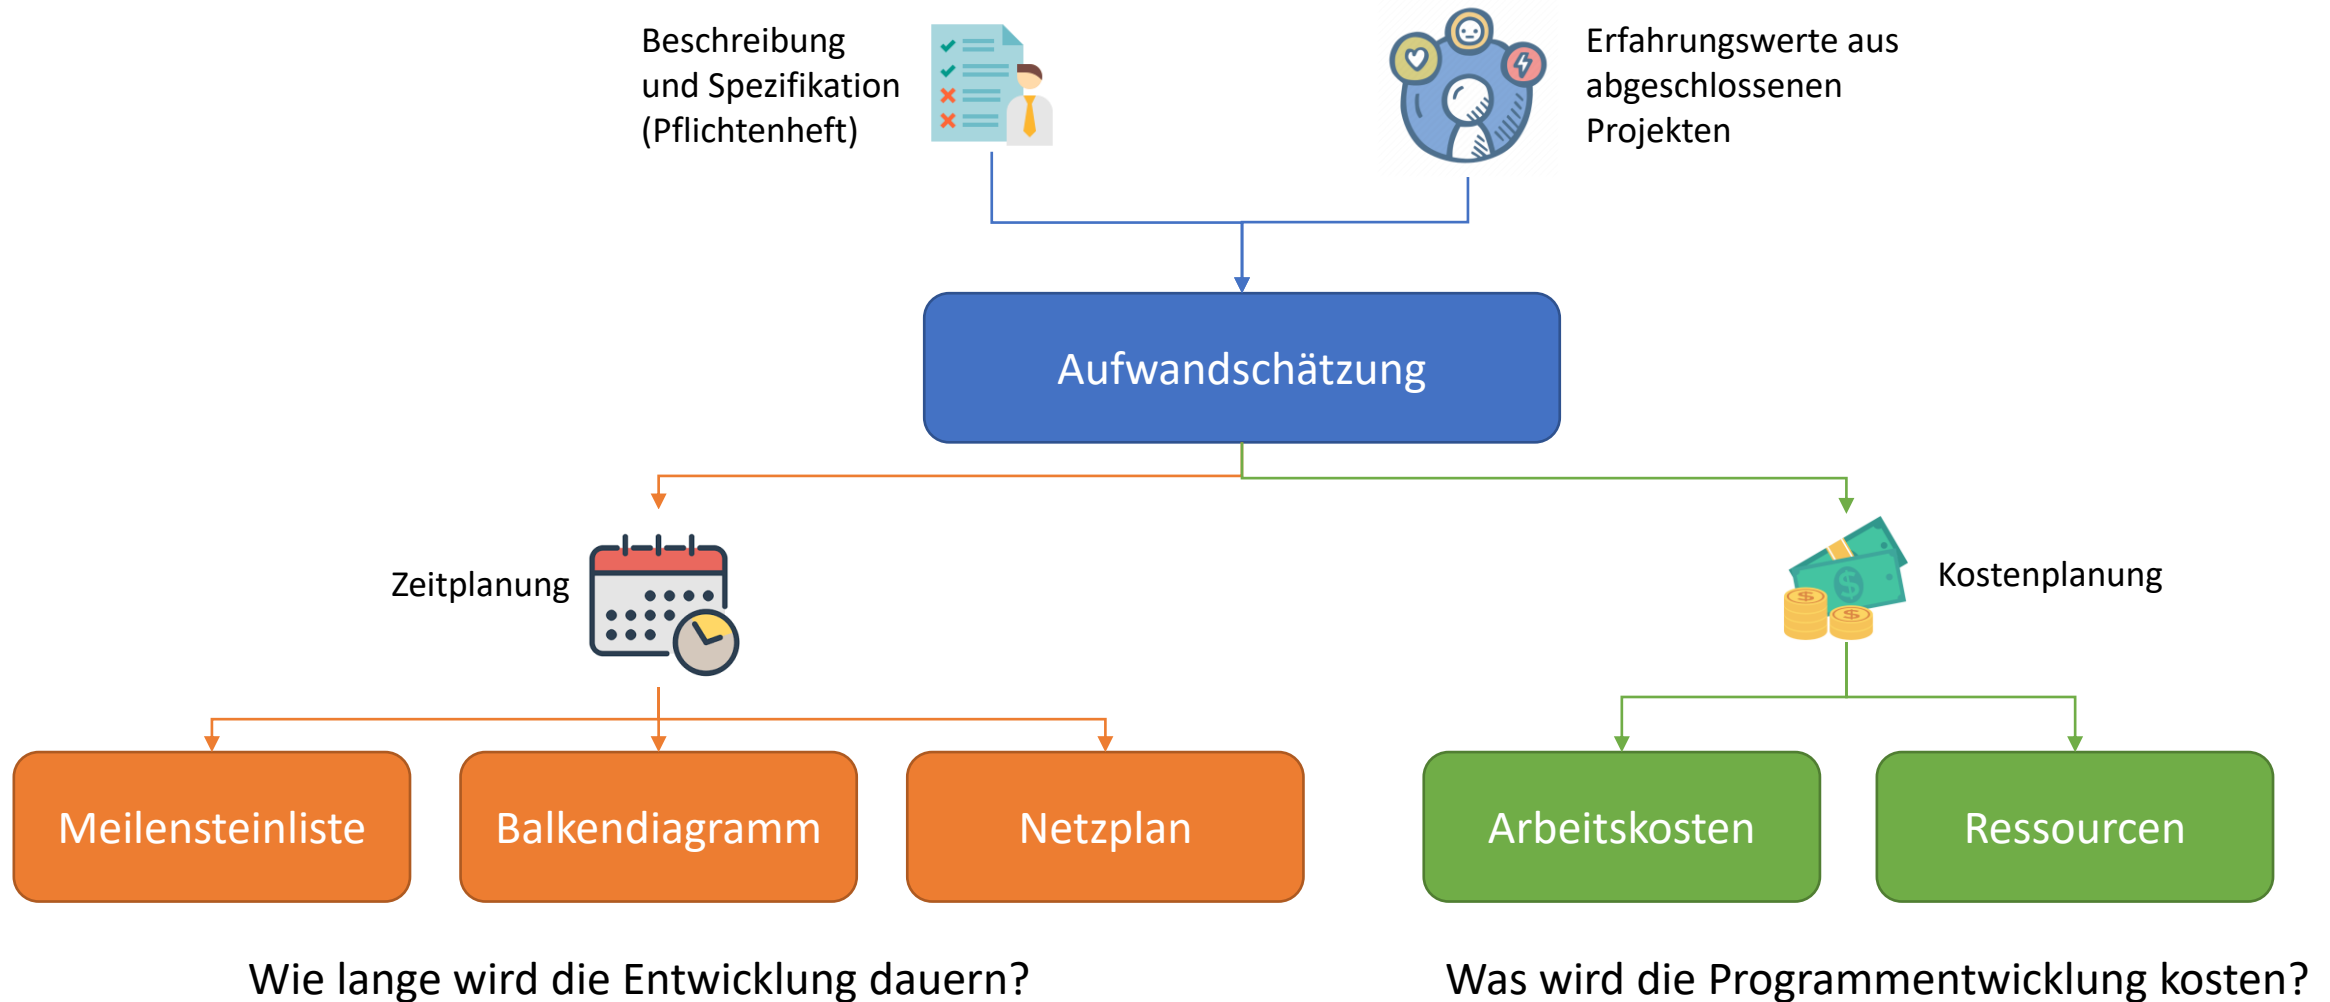 Beschreibung
und Spezifikation
(Pflichtenheft)
Erfahrungswerte aus
abgeschlossenen
Projekten
Aufwandschätzung
Zeitplanung
Kostenplanung
Meilensteinliste
Balkendiagramm
Netzplan
Arbeitskosten
Ressourcen
Wie lange wird die Entwicklung dauern?
Was wird die Programmentwicklung kosten?